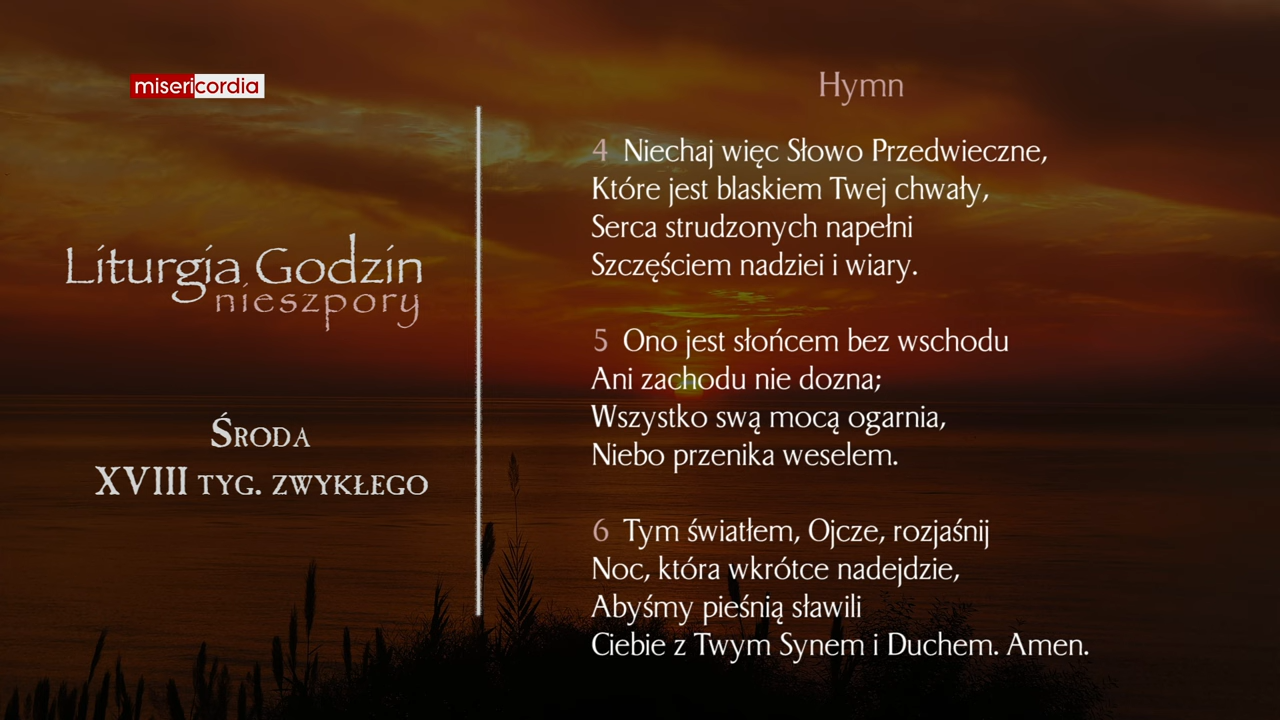 misericordia
Liturgia Godzin
nieszpory
Środa
XVIII tyg. zwykłego
Hymn
4 Niechaj więc Słowo Przedwieczne,
Które jest blaskiem Twej chwały,
Serca strudzonych napełni
Szczęściem nadziei i wiary.
5 Ono jest słońcem bez wschodu
Ani zachodu nie dozna;
Wszystko swą mocą ogarnia,
Niebo przenika weselem.
6 Tym światłem, Ojcze, rozjaśnij
Noc, która wkrótce nadejdzie,
Abyśmy pieśnią sławili
Ciebie z Twym Synem i Duchem. Amen.